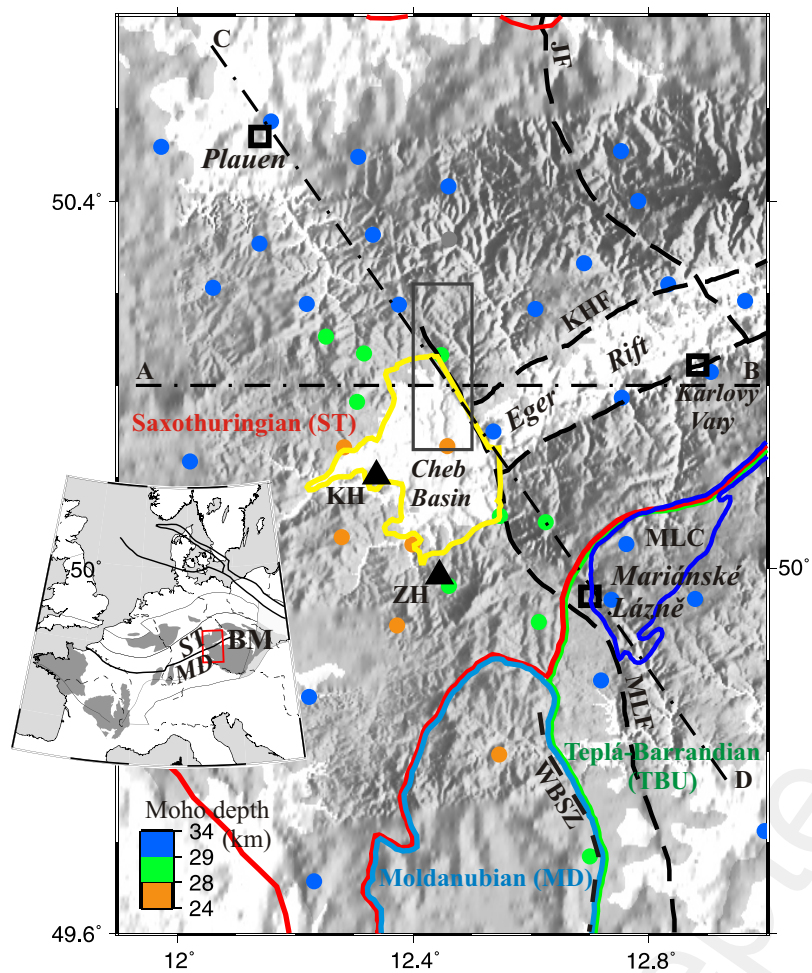 C
JF
Plauen
50.4°
KHF
Rift
Eger
A
B
Karlovy
Vary
Saxothuringian (ST)
Cheb
Basin
KH
MLC
50°
50°
Mariánské
Lázně
ZH
ST
BM
MD
MLF
Teplá-Barrandian
(TBU)
D
WBSZ
Moho depth
(km)
34
29
28
24
Moldanubian (MD)
49.6°
12°
12.4°
12.8°